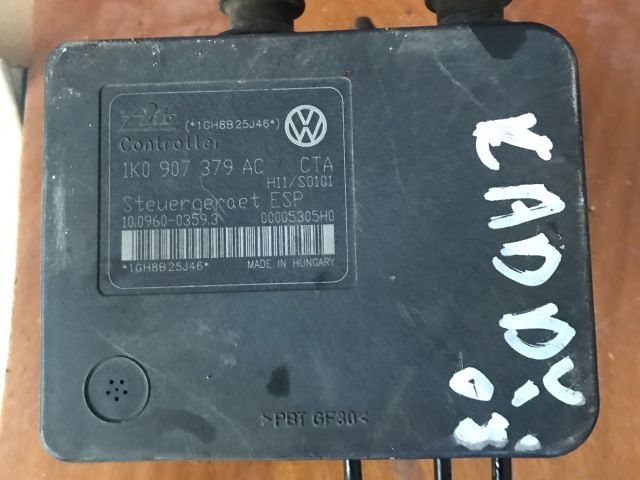 Ate (*1GH8B25J46*)
Controller
1K0 907 379 AC CTA
H11/S0101
Steuergeraet ESP
10.0960-0359.3 00005305H0
*1GH8B25J46* MADE IN HUNGARY
>PBT GF30<
KADDY
03